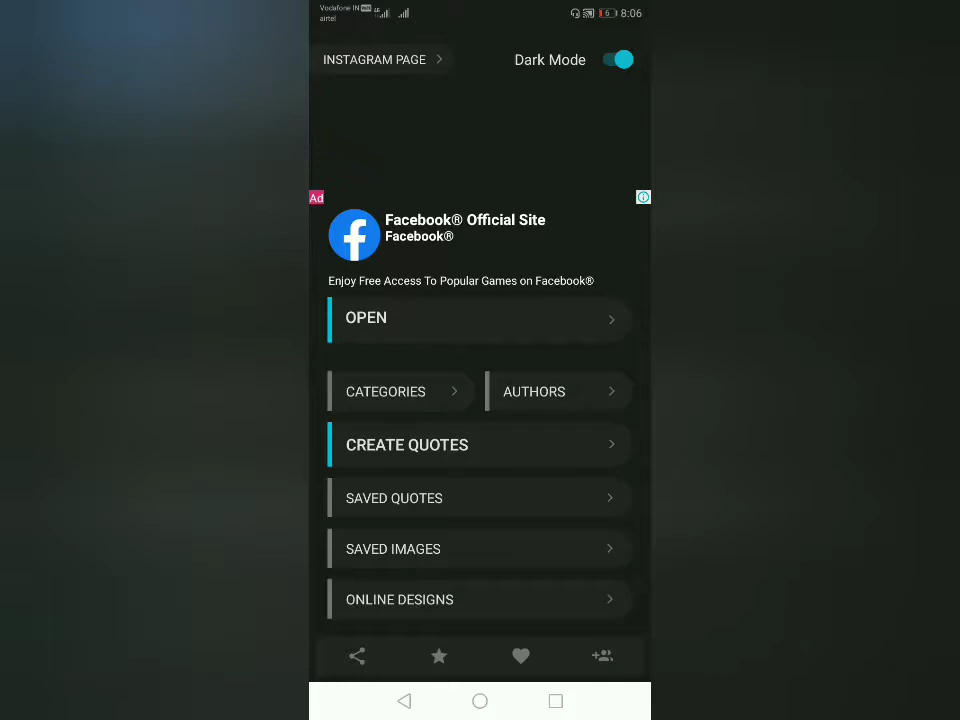 Vodafone IN
airtel
6
8:06
INSTAGRAM PAGE
Dark Mode
Ad
Facebook® Official Site
Facebook®
Enjoy Free Access To Popular Games on Facebook®
OPEN
CATEGORIES
AUTHORS
CREATE QUOTES
SAVED QUOTES
SAVED IMAGES
ONLINE DESIGNS